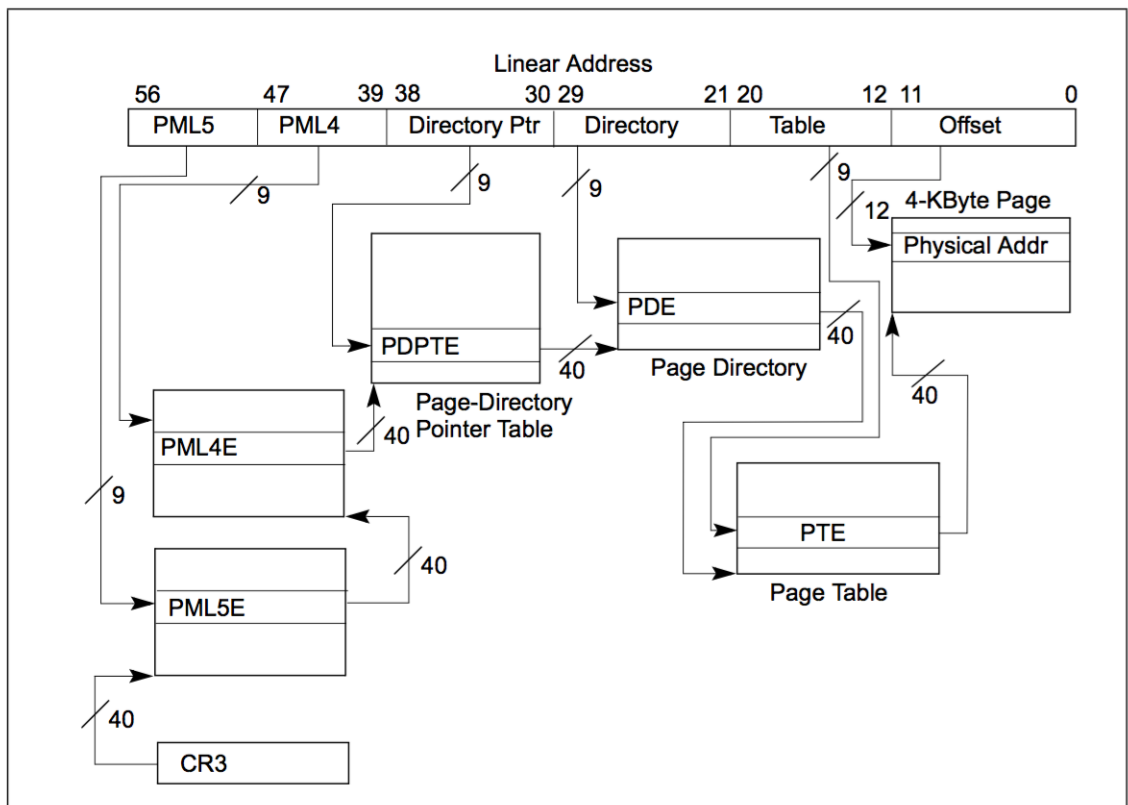 Linear Address
56 47 39 38 30 29 21 20 12 11 0
PML5 PML4 Directory Ptr Directory Table Offset
9 9 9 9
12 4-KByte Page
Physical Addr
PDE
PDPTE 40 40
Page Directory 40
Page-Directory
Pointer Table
PML4E 40
9
PTE
40
Page Table
PML5E
40
CR3